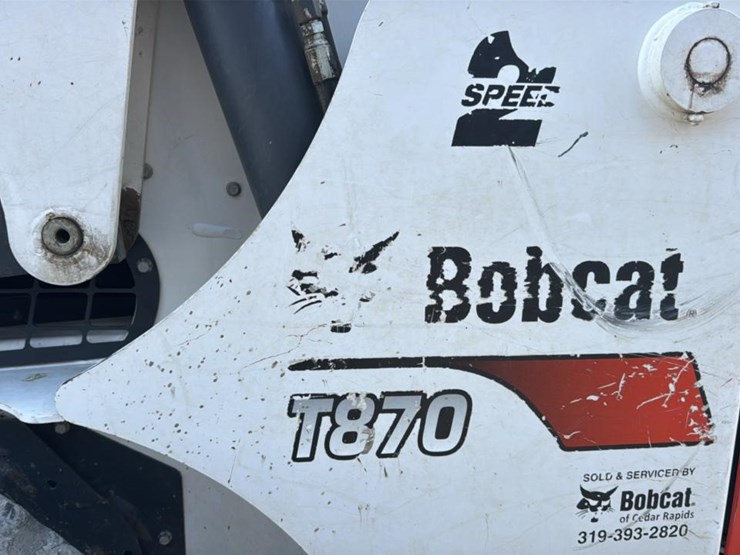 2
SPEED
Bobcat
T870
SOLD & SERVICED BY
Bobcat
of Cedar Rapids
319-393-2820